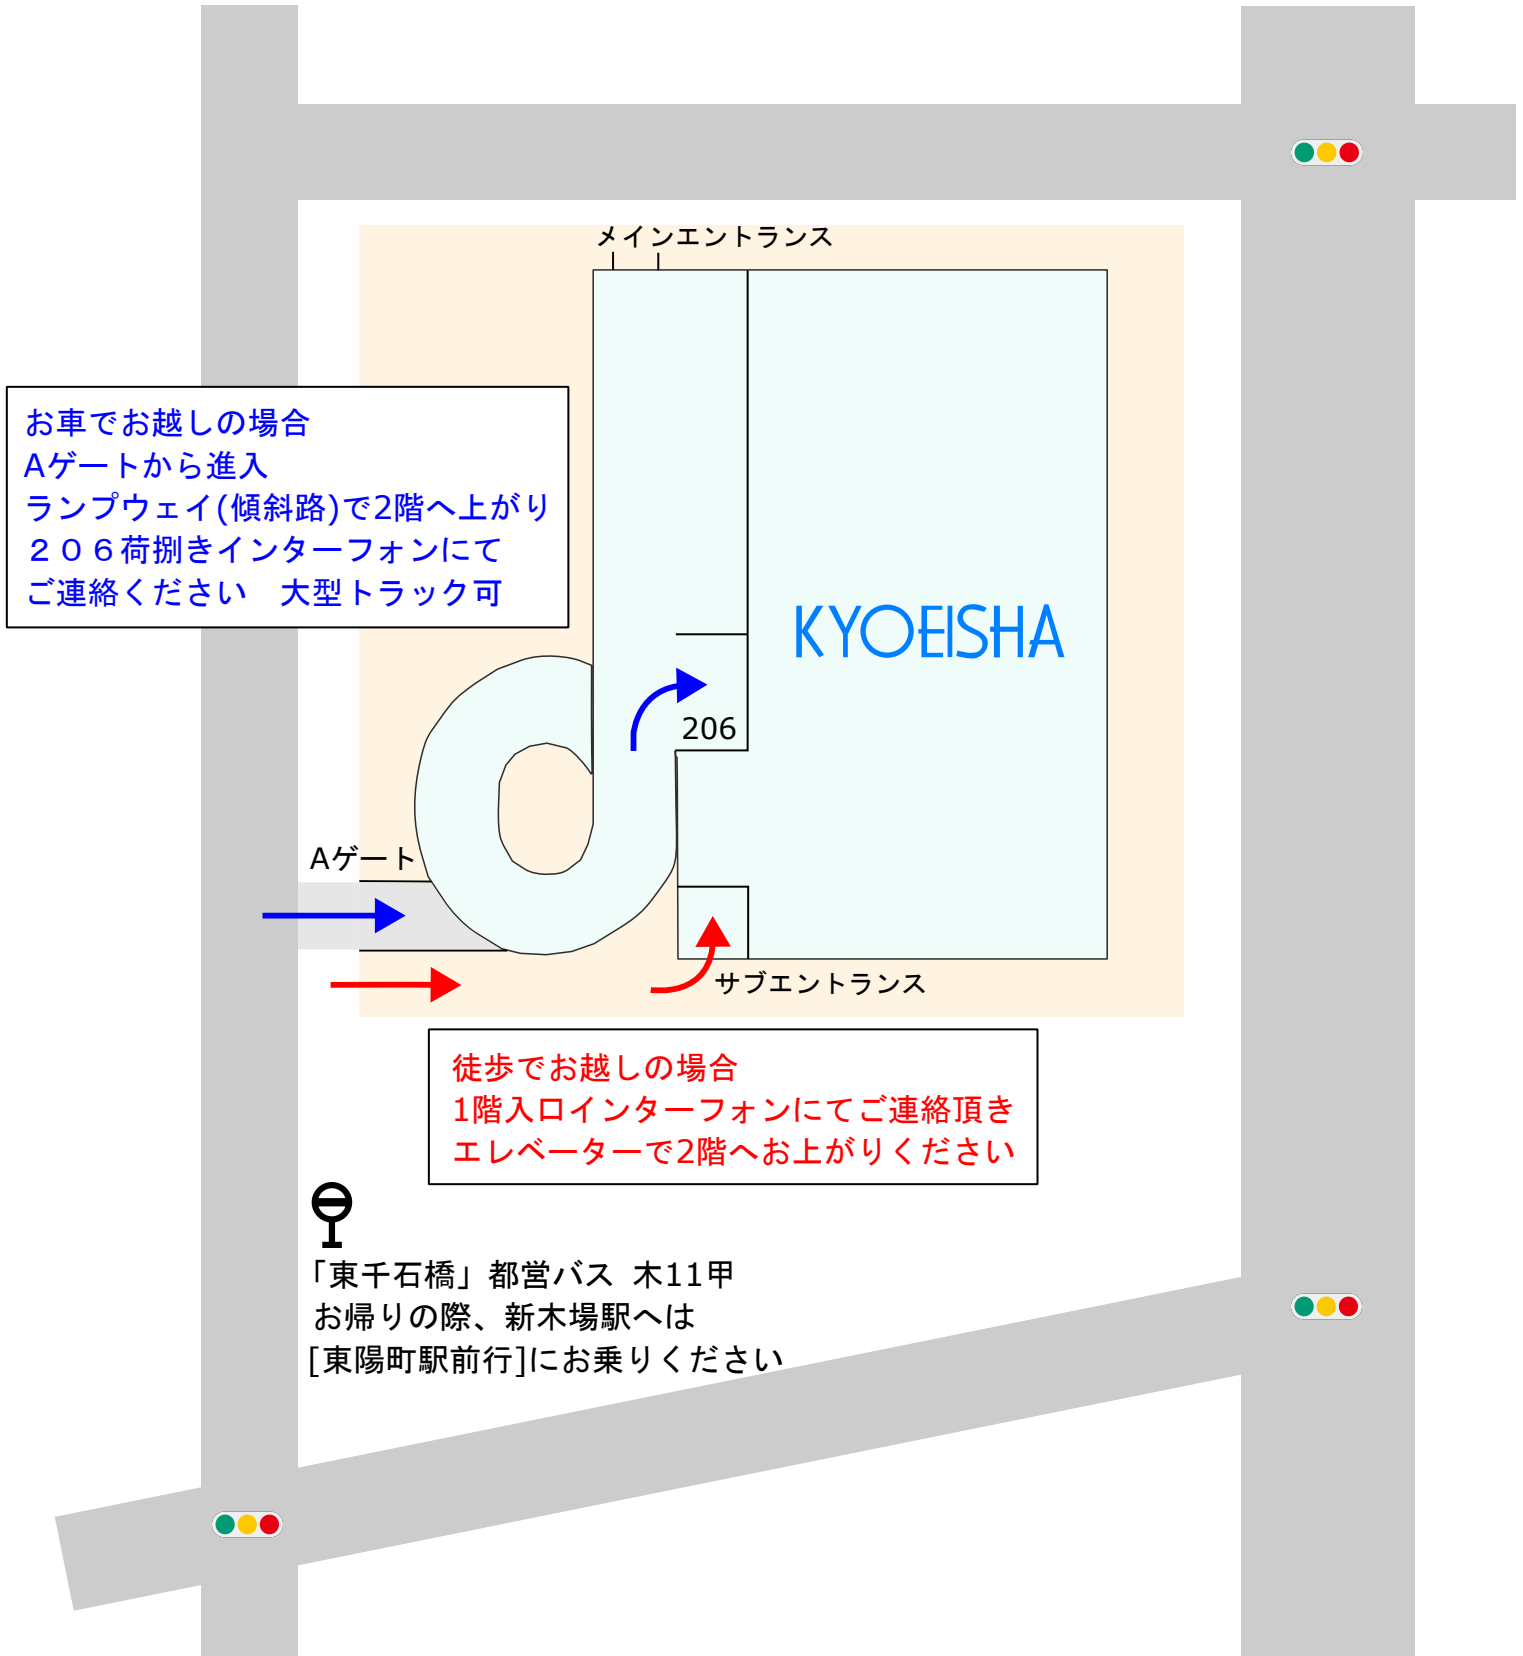 メインエントランス
お車でお越しの場合
Aゲートから進入
ランプウェイ(傾斜路)で2階へ上がり
２０６荷捌きインターフォンにて
ご連絡ください　大型トラック可
KYOEISHA
206
Aゲート
サブエントランス
徒歩でお越しの場合
1階入口インターフォンにてご連絡頂き
エレベーターで2階へお上がりください
「東千石橋」都営バス 木11甲
お帰りの際、新木場駅へは
[東陽町駅前行]にお乗りください